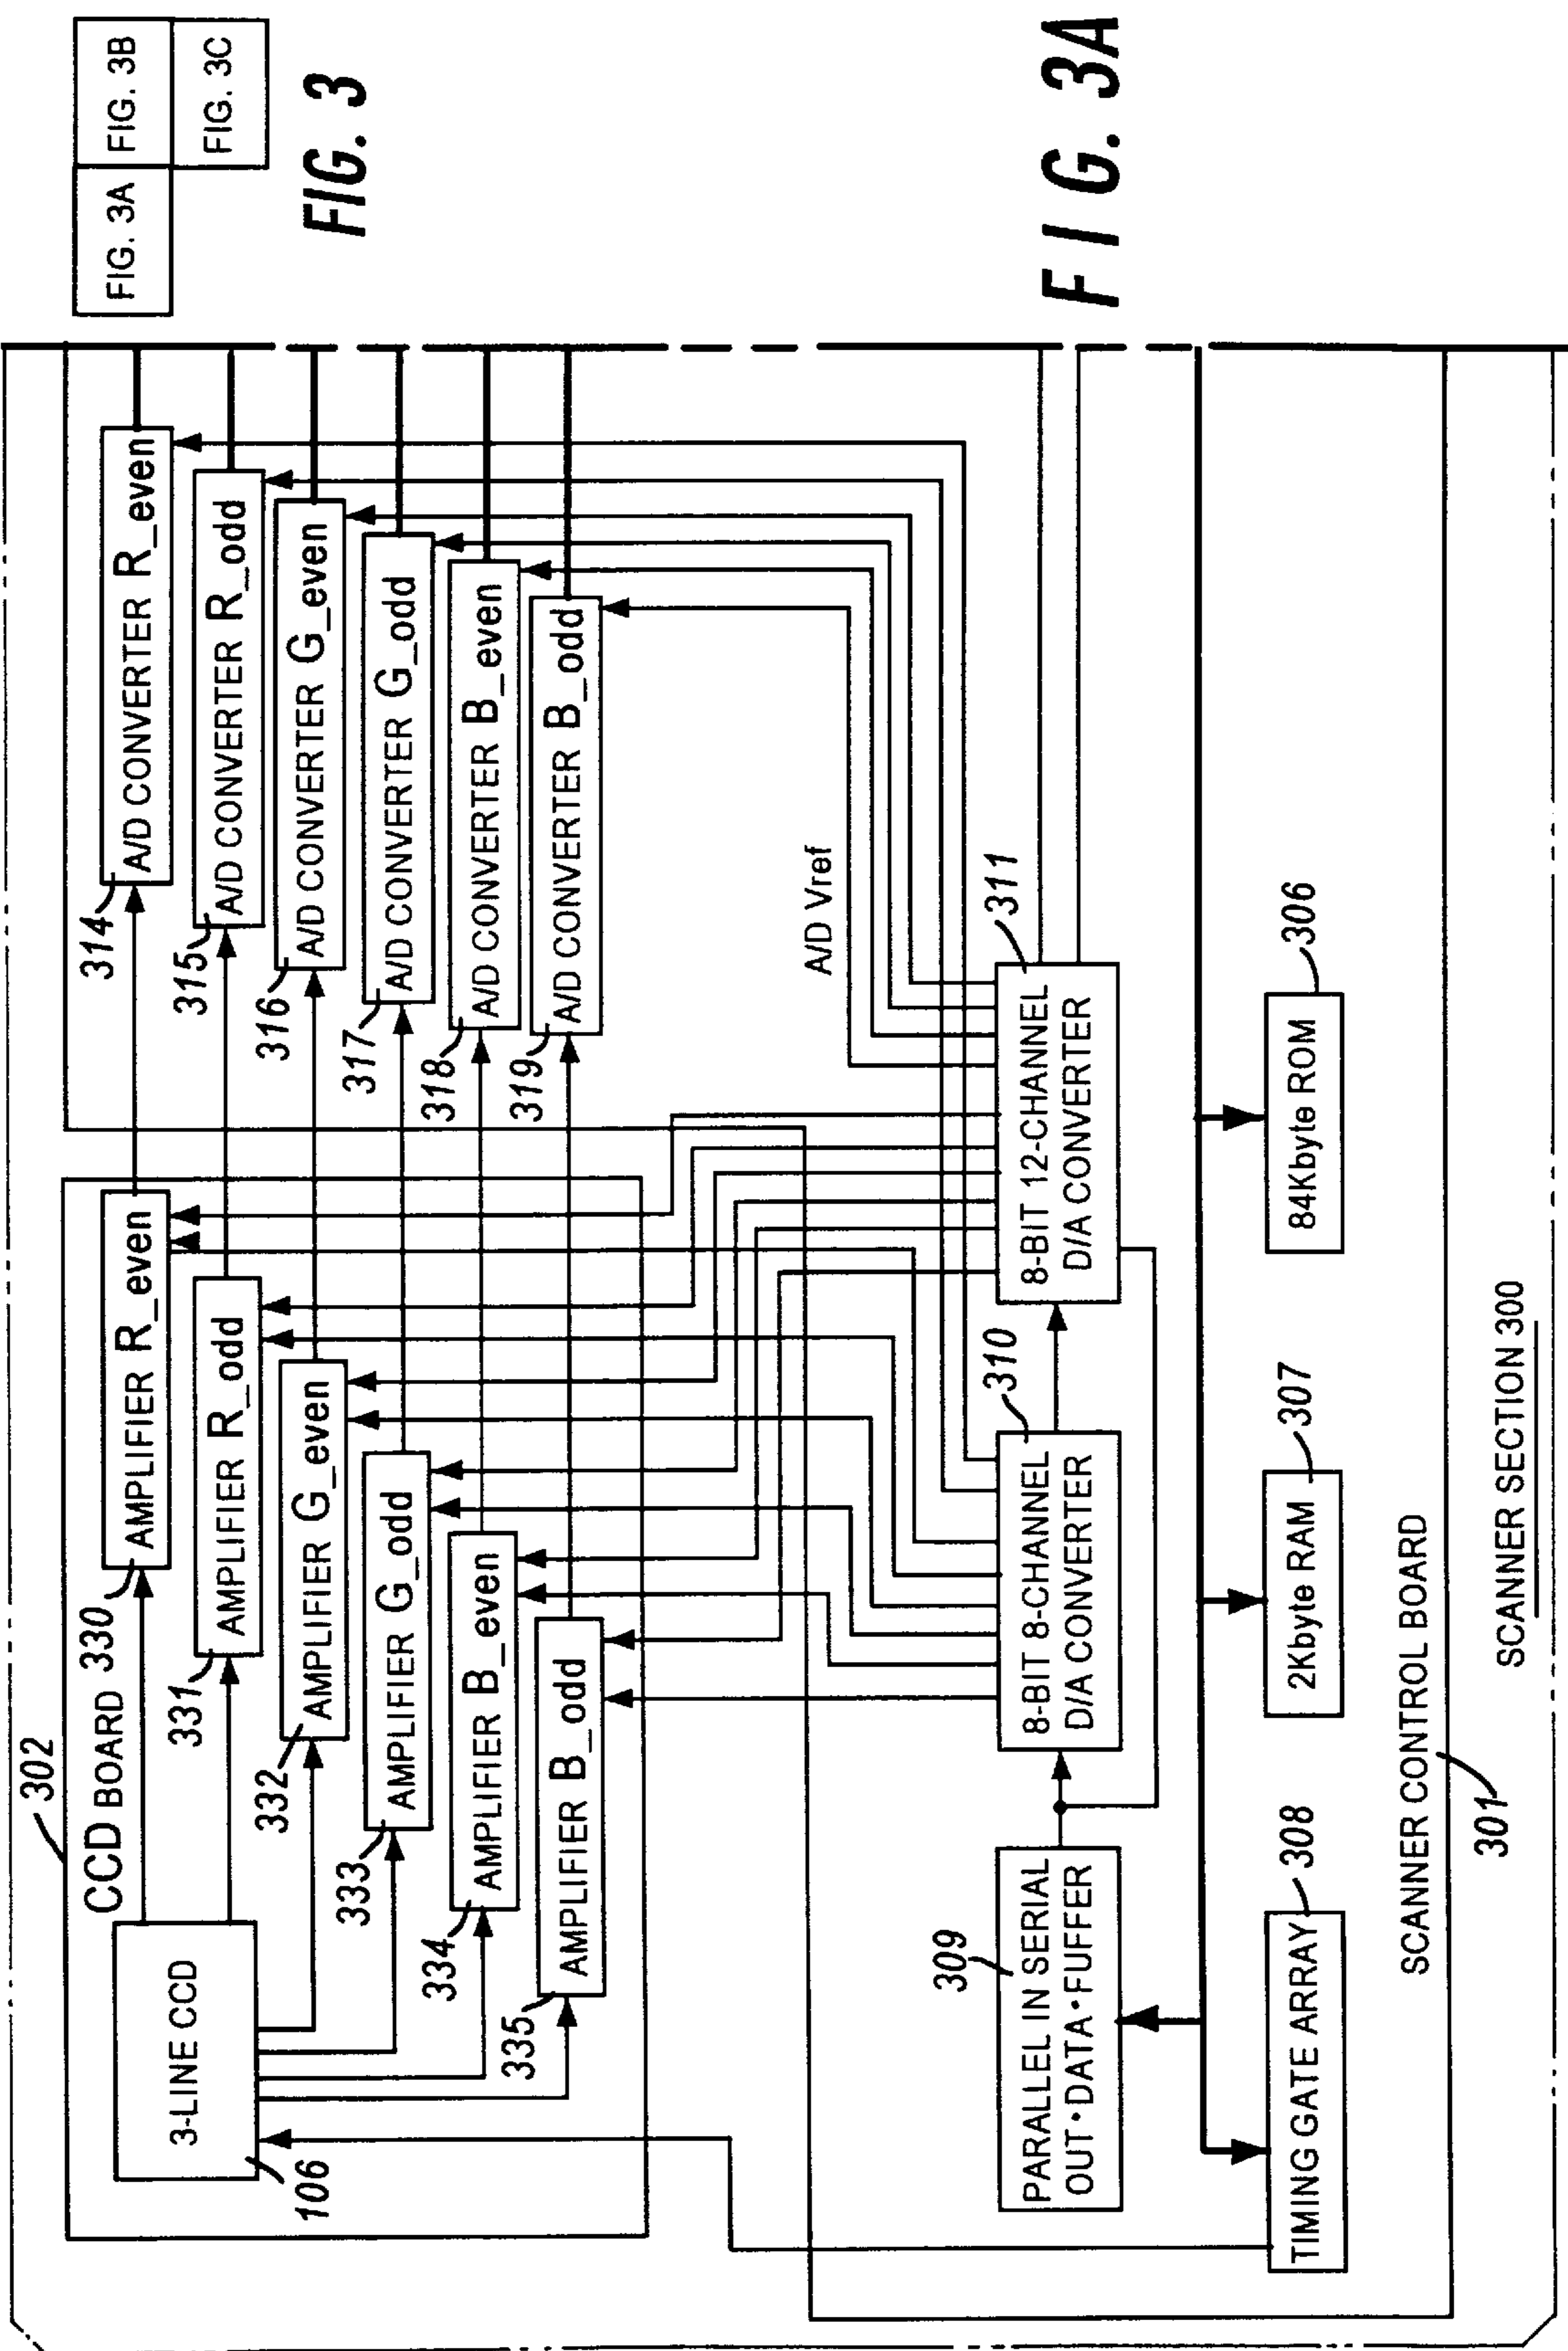 FIG. 3A
FIG. 3B
FIG. 3C
FIG. 3
302
CCD BOARD
3-LINE CCD
106
330
AMPLIFIER R_even
331
AMPLIFIER R_odd
332
AMPLIFIER G_even
333
AMPLIFIER G_odd
334
AMPLIFIER B_even
335
AMPLIFIER B_odd
314
A/D CONVERTER R_even
315
A/D CONVERTER R_odd
316
A/D CONVERTER G_even
317
A/D CONVERTER G_odd
318
A/D CONVERTER B_even
319
A/D CONVERTER B_odd
A/D Vref
309
PARALLEL IN SERIAL
OUT・DATA・FUFFER
310
8-BIT 8-CHANNEL
D/A CONVERTER
311
8-BIT 12-CHANNEL
D/A CONVERTER
FIG. 3A
308
TIMING GATE ARRAY
307
2Kbyte RAM
306
84Kbyte ROM
SCANNER CONTROL BOARD
301
SCANNER SECTION 300